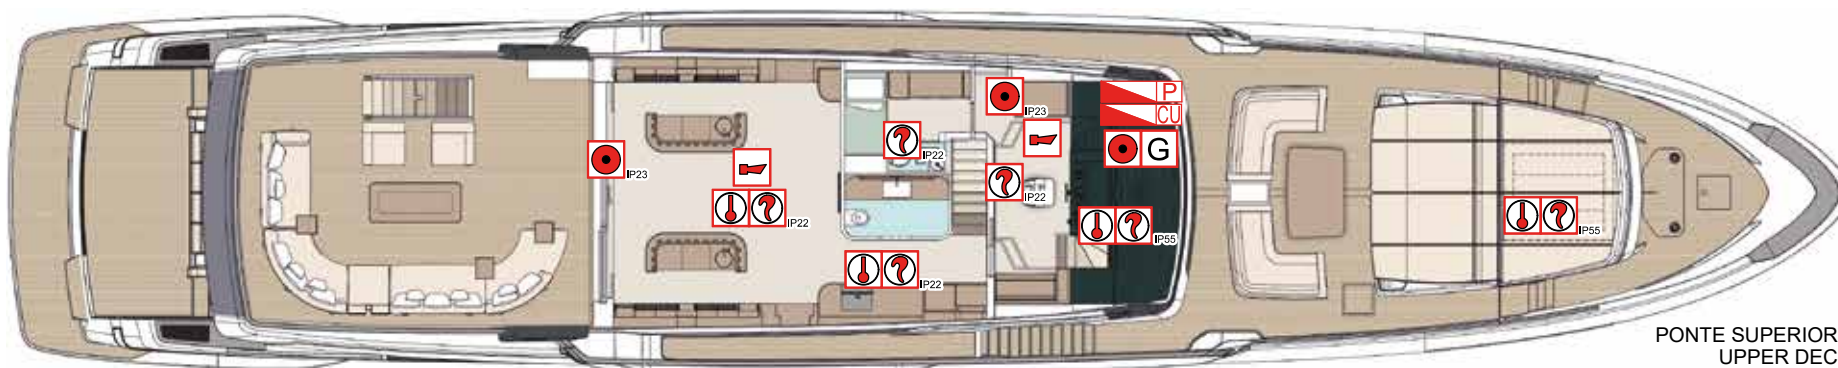 P
IP23
CU
IP22
G
IP23
IP22
IP22
IP55
IP55
IP22
PONTE SUPERIOR
UPPER DEC